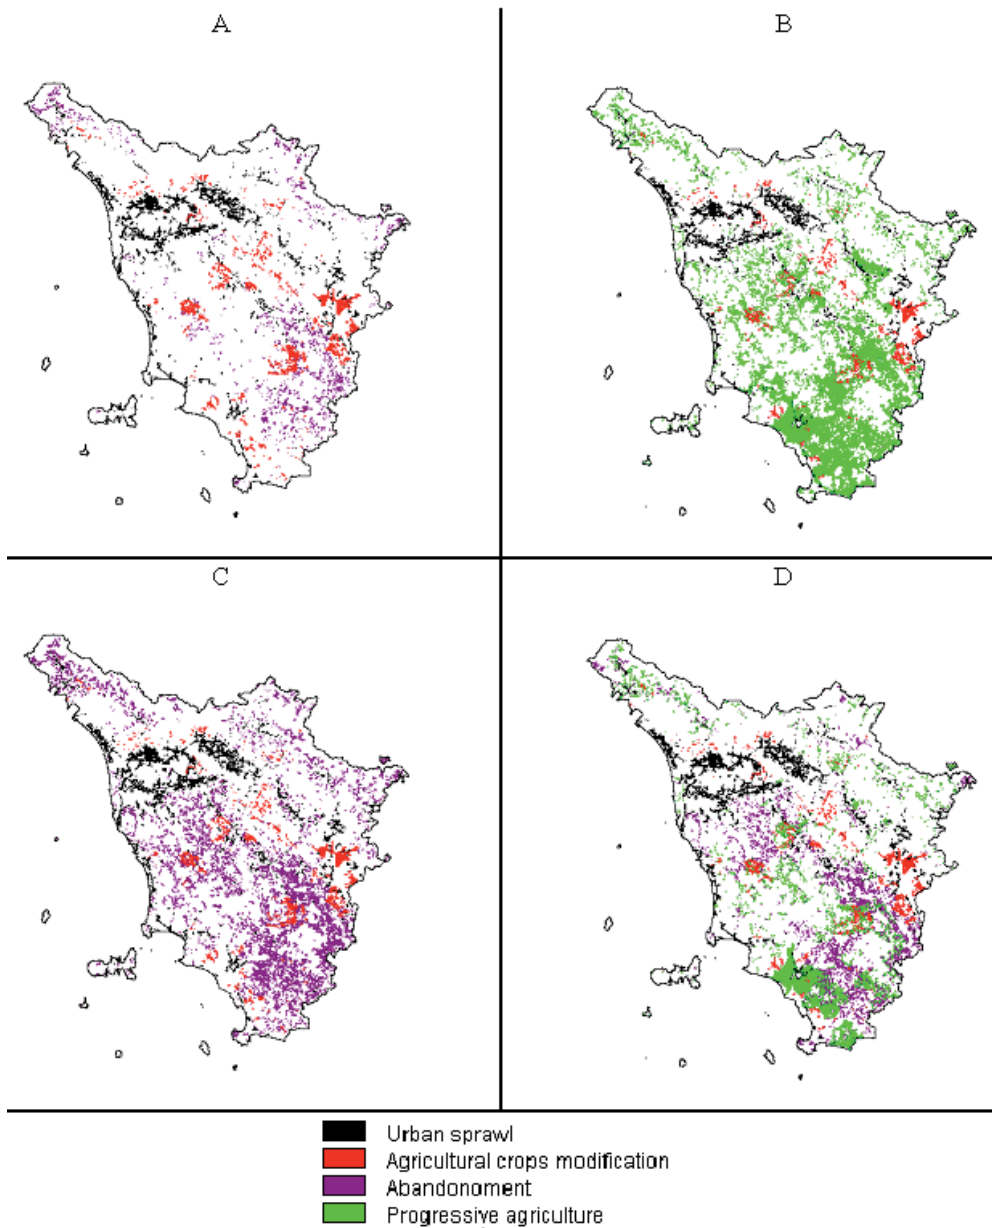 A
B
C
D
Urban sprawl
Agricultural crops modification
Abandonoment
Progressive agriculture